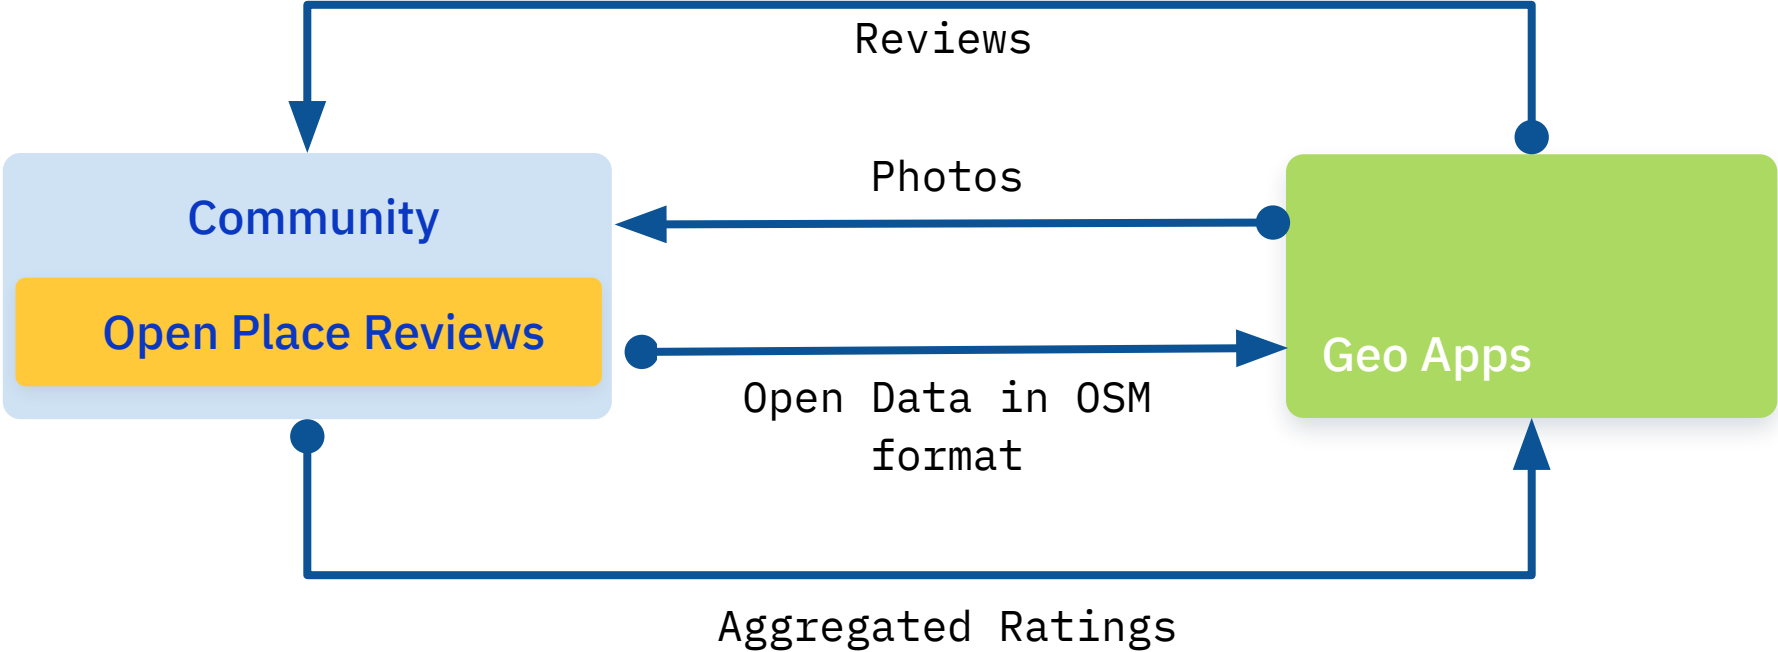 Reviews
Photos
Community
Open Place Reviews
Geo Apps
Open Data in OSM
format
Aggregated Ratings